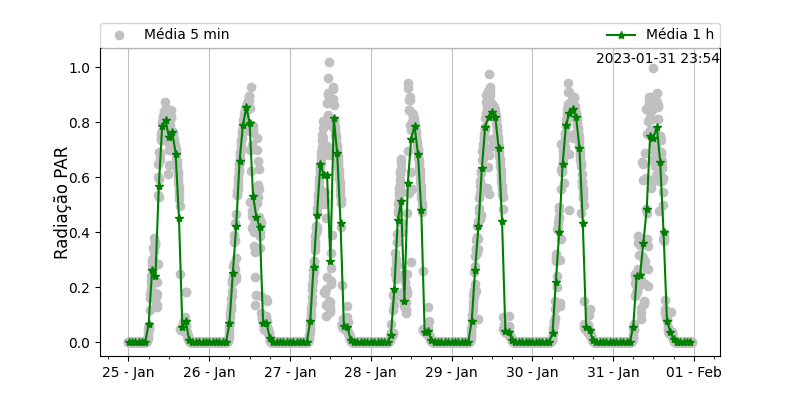 Média 5 min
Média 1 h
2023-01-31 23:54
Radiação PAR
1.0
0.8
0.6
0.4
0.2
0.0
25 - Jan
26 - Jan
27 - Jan
28 - Jan
29 - Jan
30 - Jan
31 - Jan
01 - Feb